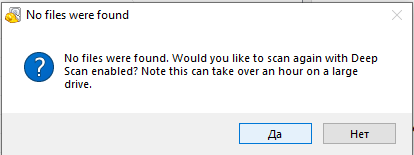 No files were found
No files were found. Would you like to scan again with Deep
Scan enabled? Note this can take over an hour on a large
drive.
Да
Нет